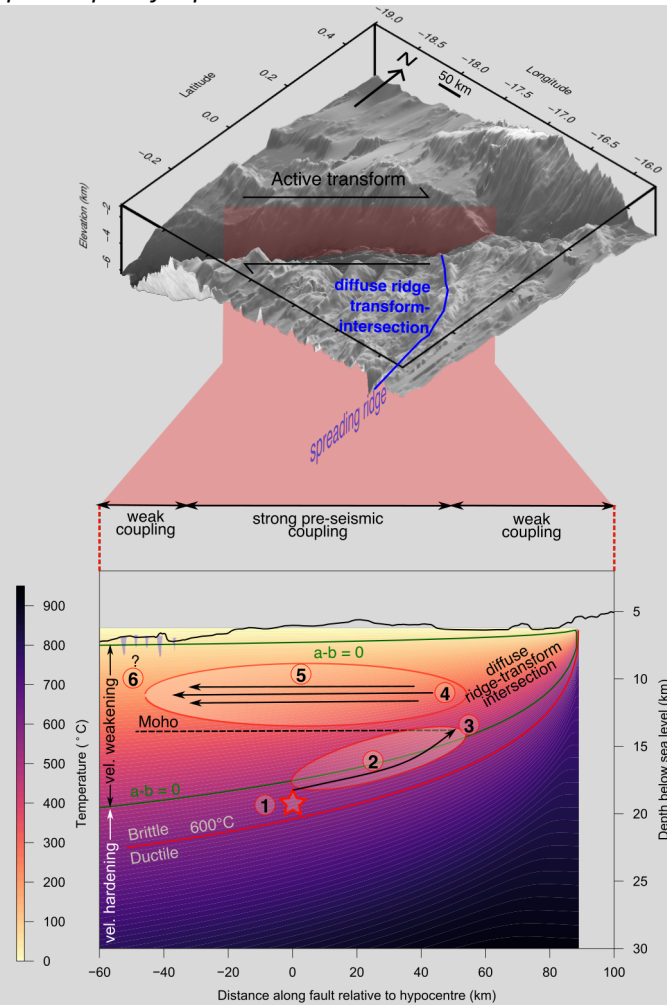 −19.0
−18.5
−18.0
−17.5
−17.0
−16.5
−16.0
Longitude
0.4
0.2
0.0
−0.2
Latitude
N
50 km
Elevation (km)
−2
−4
−6
Active transform
diffuse ridge
transform-
intersection
spreading ridge
weak
coupling
strong pre-seismic
coupling
weak
coupling
900
800
700
600
500
400
300
200
100
0
Temperature (°C)
5
10
15
20
25
30
Depth below sea level (km)
a-b = 0
diffuse
ridge-transform
intersection
?
6
5
4
Moho
3
2
vel. weakening
a-b = 0
1
Brittle 600°C
Ductile
vel. hardening
−60
−40
−20
0
20
40
60
80
100
Distance along fault relative to hypocentre (km)